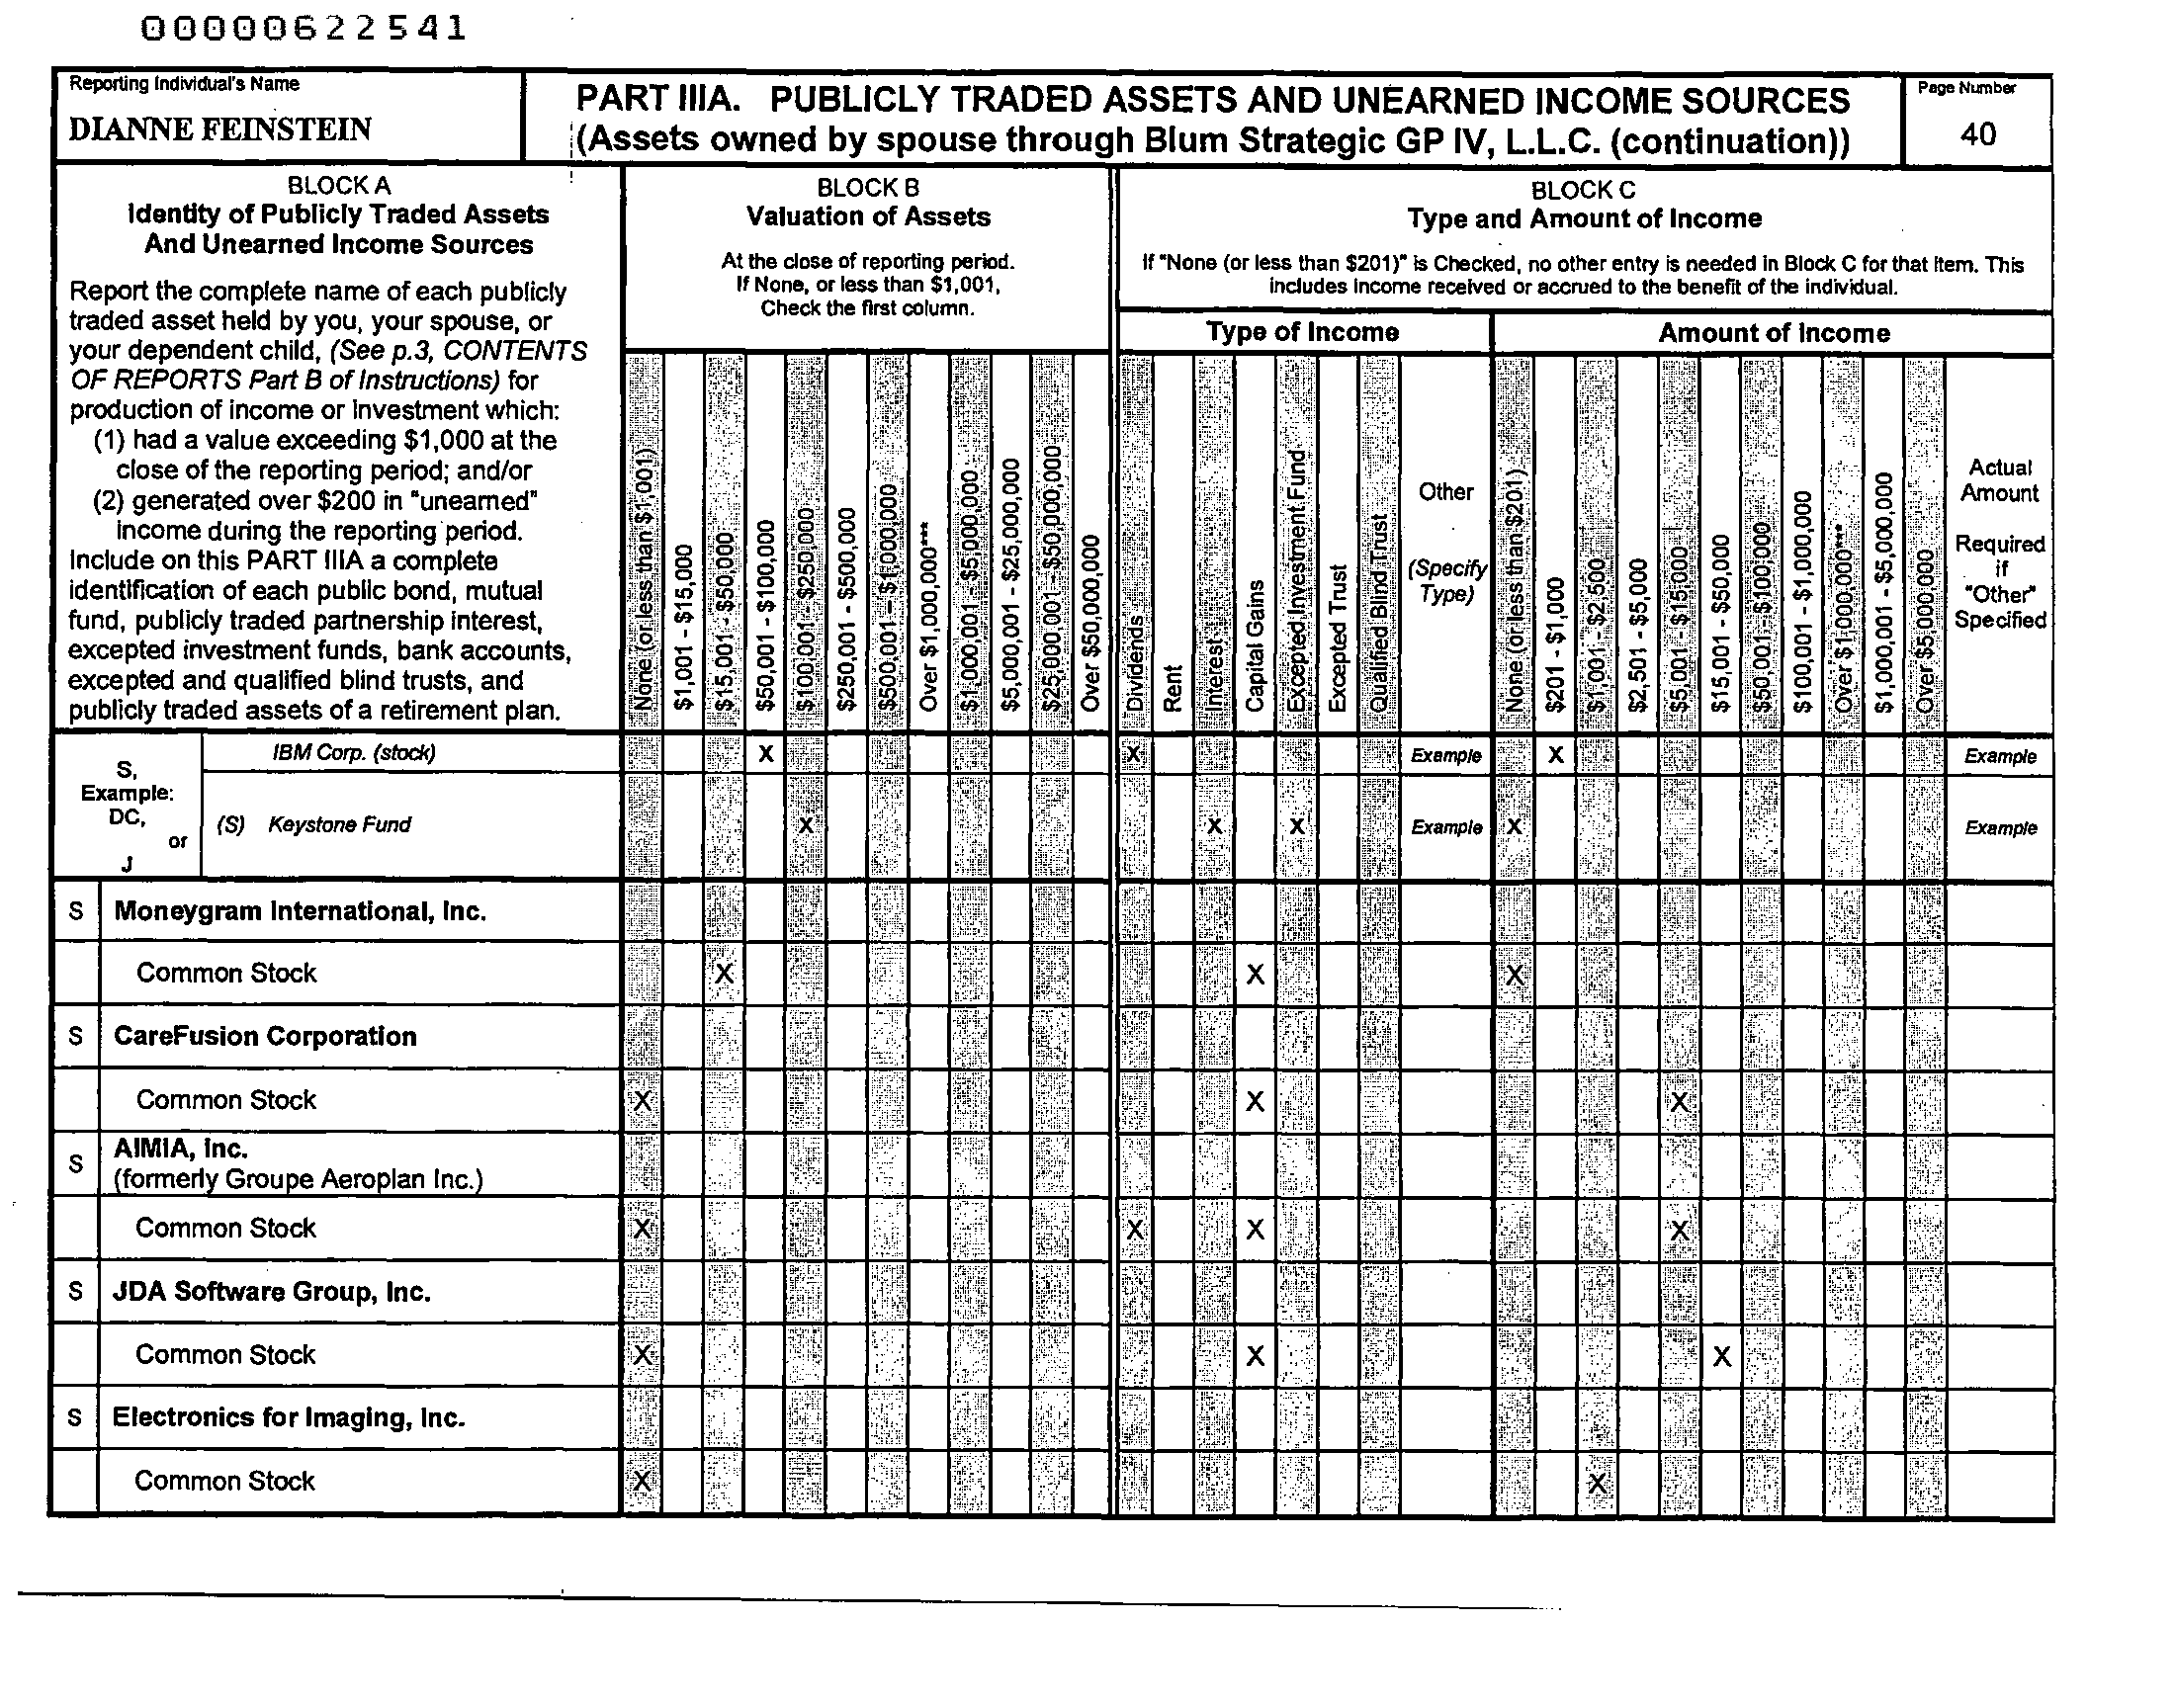 00000622541
Reporting Individual's Name
DIANNE FEINSTEIN
PART IIIA. PUBLICLY TRADED ASSETS AND UNEARNED INCOME SOURCES
(Assets owned by spouse through Blum Strategic GP IV, L.L.C. (continuation))
Page Number
40
BLOCK A
Identity of Publicly Traded Assets
And Unearned Income Sources
Report the complete name of each publicly
traded asset held by you, your spouse, or
your dependent child, (See p.3, CONTENTS
OF REPORTS Part B of Instructions) for
production of income or investment which:
(1) had a value exceeding $1,000 at the
close of the reporting period; and/or
(2) generated over $200 in "unearned"
income during the reporting period.
Include on this PART IIIA a complete
identification of each public bond, mutual
fund, publicly traded partnership interest,
excepted investment funds, bank accounts,
excepted and qualified blind trusts, and
publicly traded assets of a retirement plan.
BLOCK B
Valuation of Assets
At the close of reporting period.
If None, or less than $1,001,
Check the first column.
None (or less than $1,001)
$1,001 - $15,000
$15,001 - $50,000
$50,001 - $100,000
$100,001 - $250,000
$250,001 - $500,000
$500,001 - $1,000,000
Over $1,000,000***
$1,000,001 - $5,000,000
$5,000,001 - $25,000,000
$25,000,001 - $50,000,000
Over $50,000,000
BLOCK C
Type and Amount of Income
If "None (or less than $201)" is Checked, no other entry is needed in Block C for that item. This
includes income received or accrued to the benefit of the individual.
Type of Income
Amount of Income
Dividends
Rent
Interest
Capital Gains
Excepted Investment Fund
Excepted Trust
Qualified Blind Trust
Other
(Specify
Type)
None (or less than $201)
$201 - $1,000
$1,001 - $2,500
$2,501 - $5,000
$5,001 - $15,000
$15,001 - $50,000
$50,001 - $100,000
$100,001 - $1,000,000
Over $1,000,000***
$1,000,001 - $5,000,000
Over $5,000,000
Actual
Amount
Required
if
"Other"
Specified
S,
Example:
DC,
or
J
IBM Corp. (stock) X X Example X Example
(S) Keystone Fund X X X Example X Example
S Moneygram International, Inc.
Common Stock X X X
S CareFusion Corporation
Common Stock X X X
S AIMIA, Inc.
(formerly Groupe Aeroplan Inc.)
Common Stock X X X X
S JDA Software Group, Inc.
Common Stock X X X
S Electronics for Imaging, Inc.
Common Stock X X